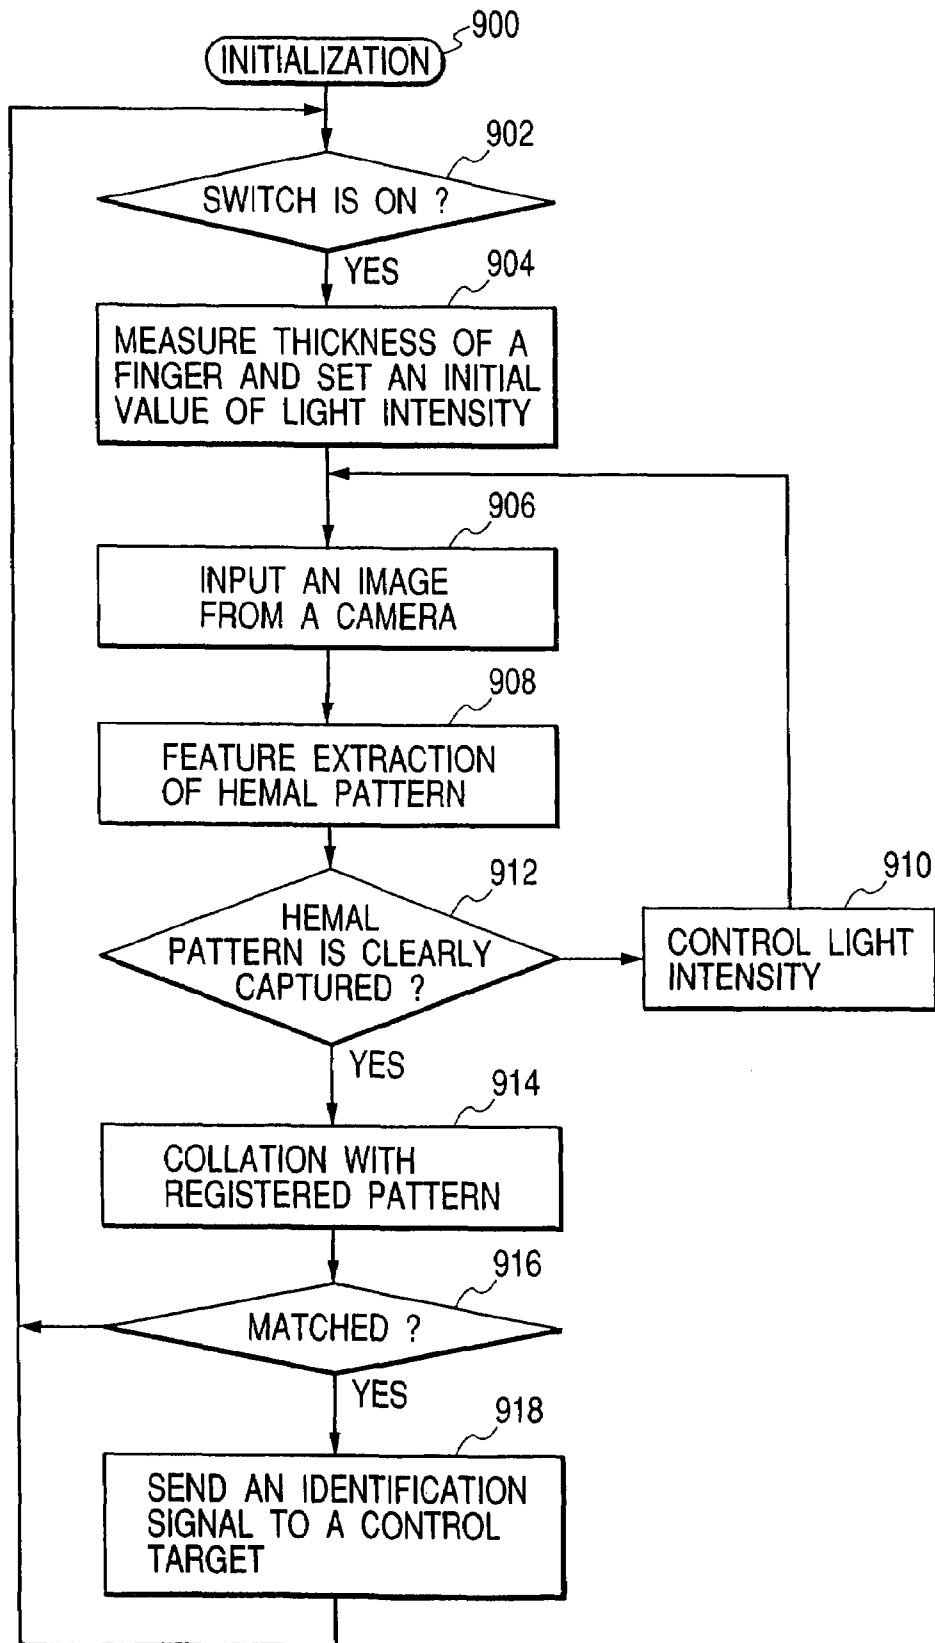 900
INITIALIZATION
902
SWITCH IS ON ?
YES
904
MEASURE THICKNESS OF A
FINGER AND SET AN INITIAL
VALUE OF LIGHT INTENSITY
906
INPUT AN IMAGE
FROM A CAMERA
908
FEATURE EXTRACTION
OF HEMAL PATTERN
912
HEMAL
PATTERN IS CLEARLY
CAPTURED ?
910
CONTROL LIGHT
INTENSITY
YES
914
COLLATION WITH
REGISTERED PATTERN
916
MATCHED ?
YES
918
SEND AN IDENTIFICATION
SIGNAL TO A CONTROL
TARGET